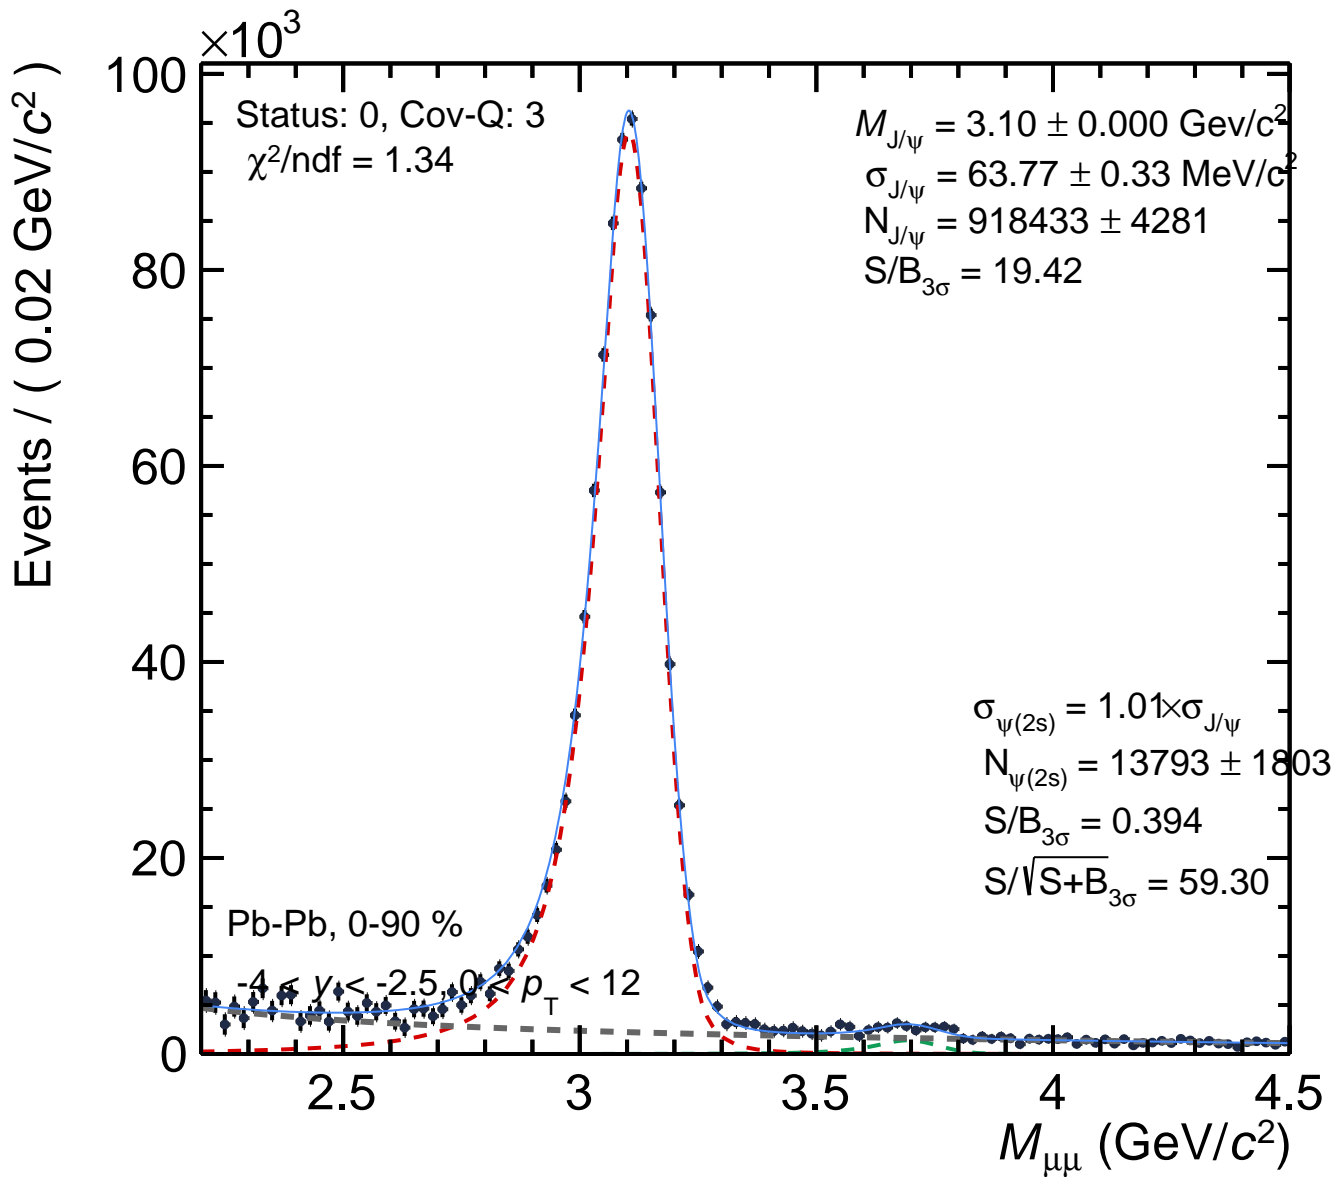 ×10³
Events / ( 0.02 GeV/c²)
100
80
60
40
20
0
Status: 0, Cov-Q: 3
χ²/ndf = 1.34
M_J/ψ = 3.10 ± 0.000 Gev/c²
σ_J/ψ = 63.77 ± 0.33 MeV/c²
N_J/ψ = 918433 ± 4281
S/B_3σ = 19.42
σ_ψ(2s) = 1.01×σ_J/ψ
N_ψ(2s) = 13793 ± 1803
S/B_3σ = 0.394
S/√S+B_3σ = 59.30
Pb-Pb, 0-90 %
-4 < y < -2.5, 0 < p_T < 12
2.5 3 3.5 4 4.5
M_μμ (GeV/c²)